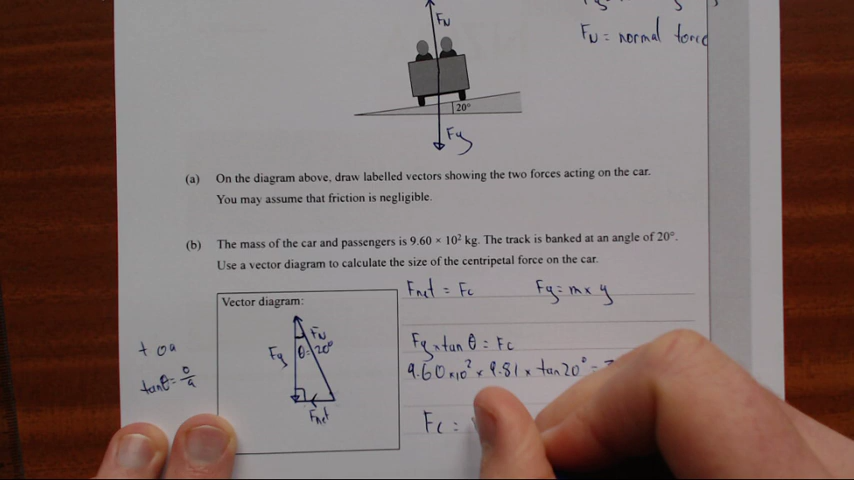 FN
FN = normal force
20°
Fg
(a) On the diagram above, draw labelled vectors showing the two forces acting on the car.
You may assume that friction is negligible.
(b) The mass of the car and passengers is 9.60 × 10² kg. The track is banked at an angle of 20°.
Use a vector diagram to calculate the size of the centripetal force on the car.
Fnet = Fc Fg = m × g
Vector diagram:
FN
Fg θ=20°
Fnet
toa
tanθ = o/a
Fg × tan θ = Fc
9.60 ×10² × 9.81 × tan20° =
Fc =